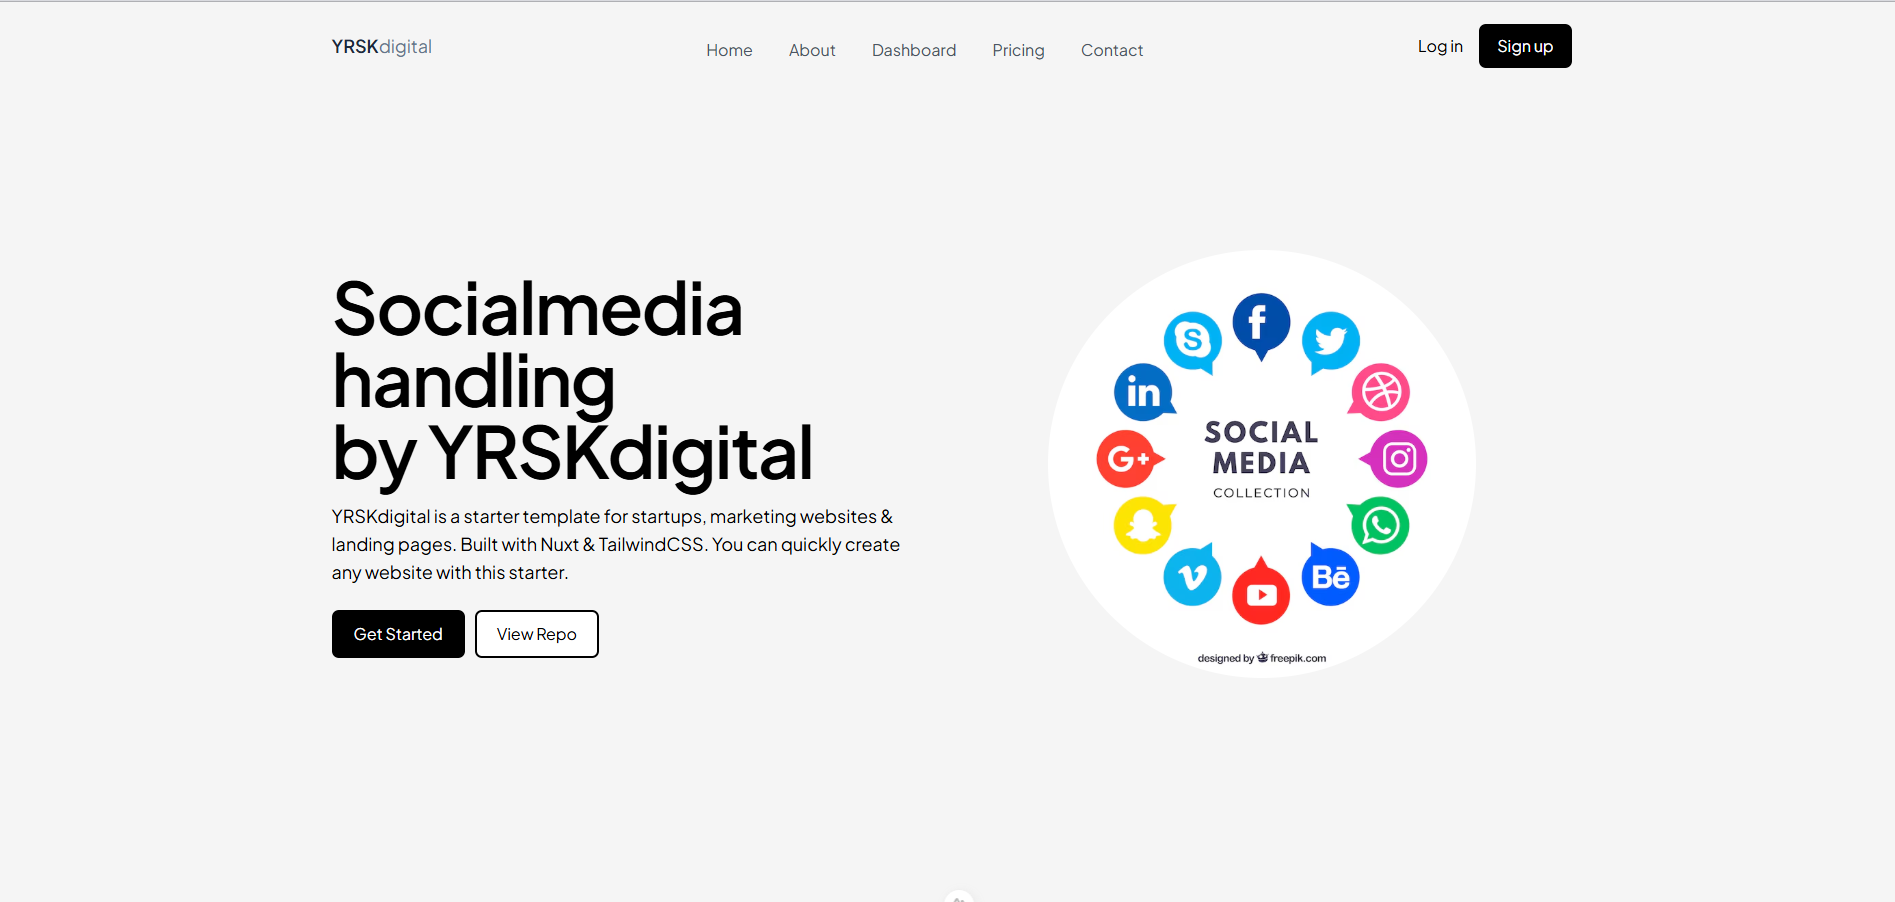 YRSKdigital
Home About Dashboard Pricing Contact
Log in Sign up
Socialmedia
handling
by YRSKdigital
YRSKdigital is a starter template for startups, marketing websites &
landing pages. Built with Nuxt & TailwindCSS. You can quickly create
any website with this starter.
Get Started View Repo
S
f
in
G+
Bē
SOCIAL
MEDIA
COLLECTION
designed by freepik.com